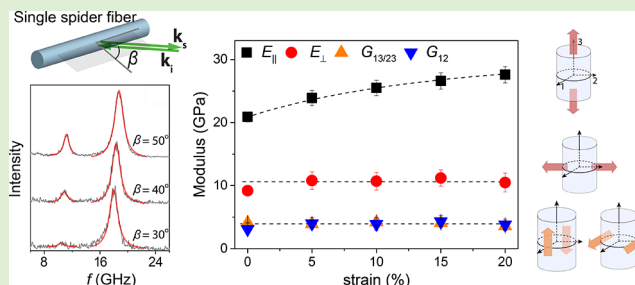 Single spider fiber
β
k_s
k_i
Intensity
β=50°
β=40°
β=30°
8 16 24
f (GHz)
E_∥ E_⊥ G_13/23 G_12
Modulus (GPa)
30
20
10
0
0 5 10 15 20
strain (%)
3
2
1